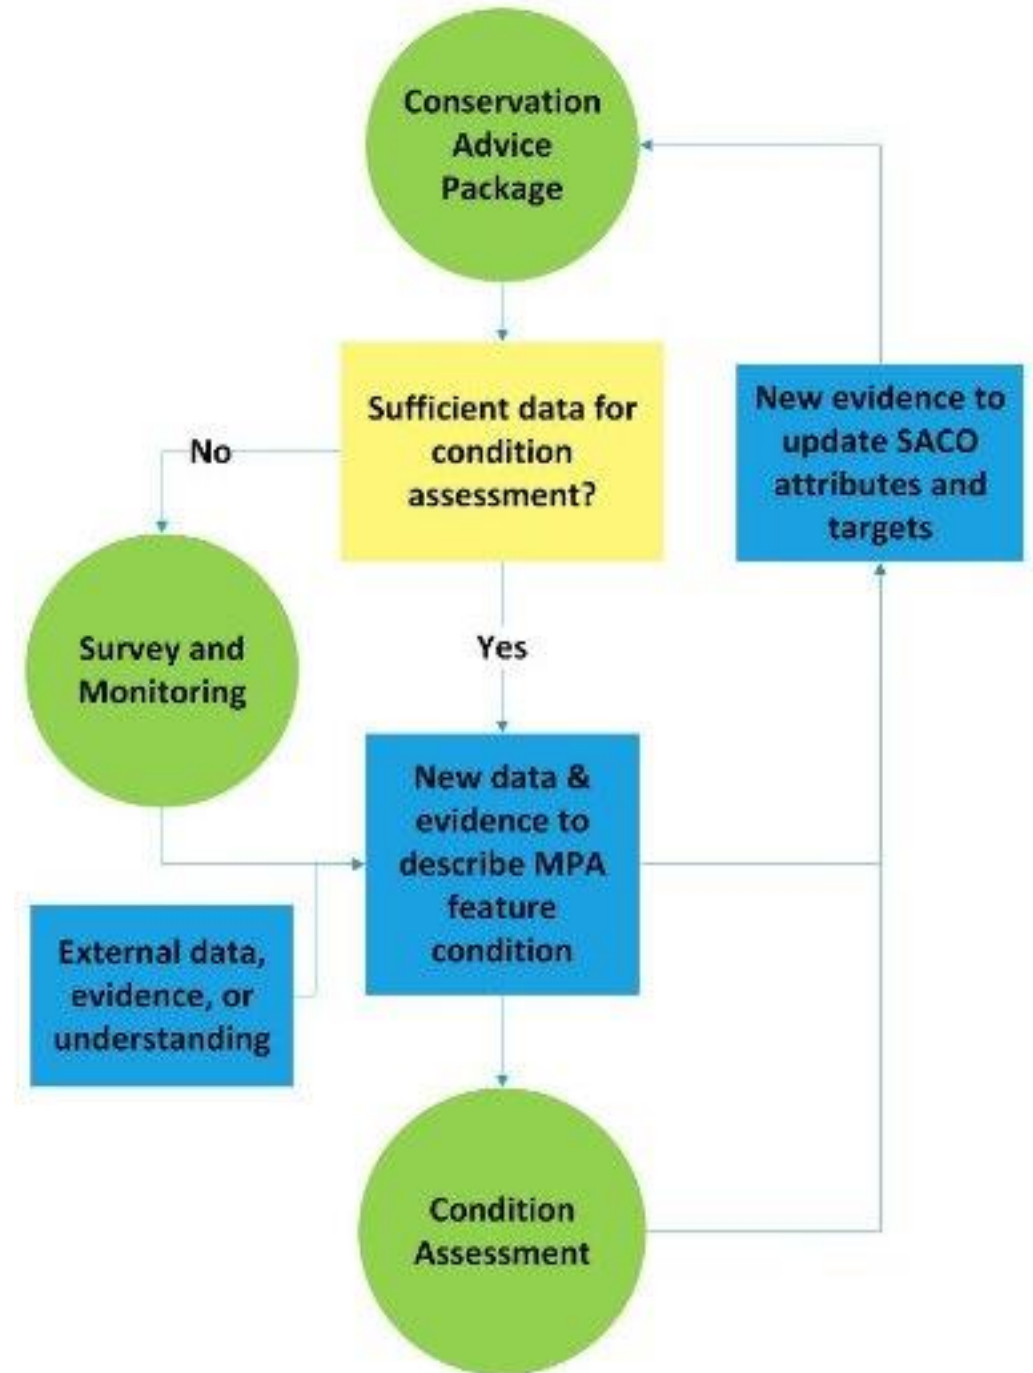 Conservation
Advice
Package
Sufficient data for
condition
assessment?
New evidence to
update SACO
attributes and
targets
No
Survey and
Monitoring
Yes
New data &
evidence to
describe MPA
feature
condition
External data,
evidence, or
understanding
Condition
Assessment